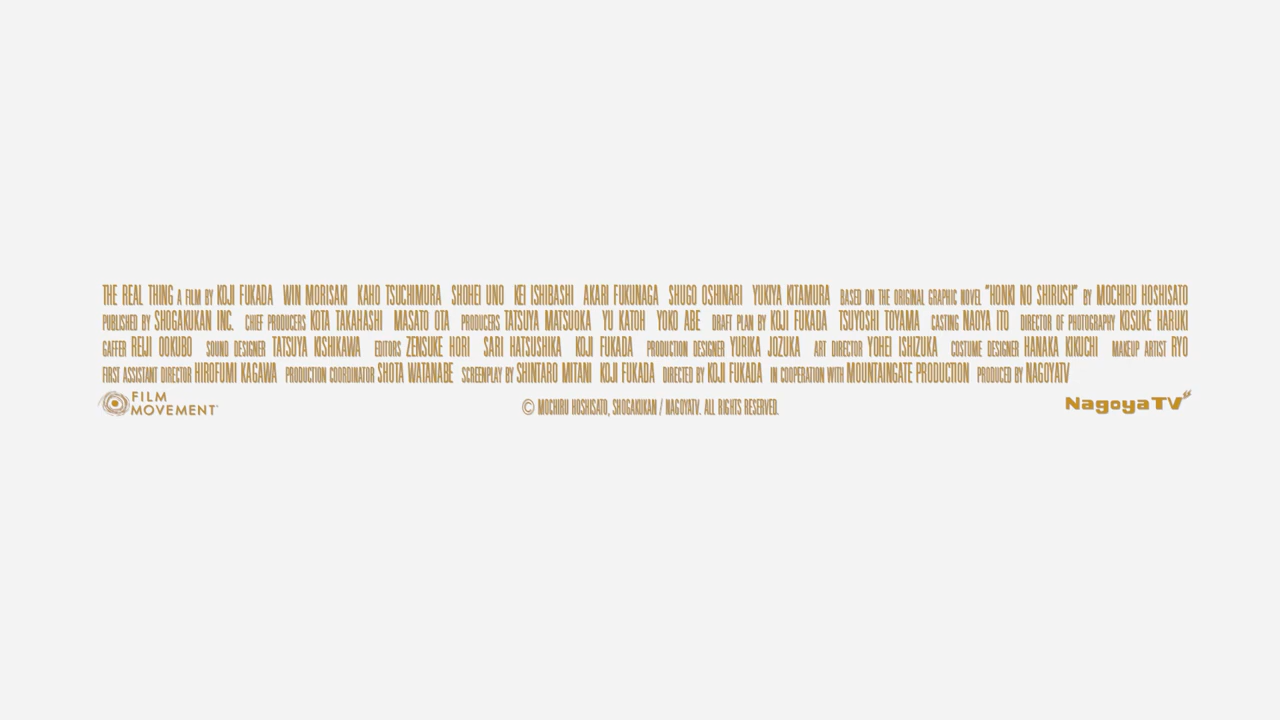 THE REAL THING A FILM BY KOJI FUKADA WIN MORISAKI KAHO TSUCHIMURA SHOHEI UNO KEI ISHIBASHI AKARI FUKUNAGA SHUGO OSHINARI YUKIYA KITAMURA BASED ON THE ORIGINAL GRAPHIC NOVEL "HONKI NO SHIRUSH" BY MOCHIRU HOSHISATO
PUBLISHED BY SHOGAKUKAN INC. CHIEF PRODUCERS KOTA TAKAHASHI MASATO OTA PRODUCERS TATSUYA MATSUOKA YU KATOH YOKO ABE DRAFT PLAN BY KOJI FUKADA TSUYOSHI TOYAMA CASTING NAOYA ITO DIRECTOR OF PHOTOGRAPHY KOSUKE HARUKI
GAFFER REIJI OOKUBO SOUND DESIGNER TATSUYA KISHIKAWA EDITORS ZENSUKE HORI SARI HATSUSHIKA KOJI FUKADA PRODUCTION DESIGNER YURIKA JOZUKA ART DIRECTOR YOHEI ISHIZUKA COSTUME DESIGNER HANAKA KIKUCHI MAKEUP ARTIST RYO
FIRST ASSISTANT DIRECTOR HIROFUMI KAGAWA PRODUCTION COORDINATOR SHOTA WATANABE SCREENPLAY BY SHINTARO MITANI KOJI FUKADA DIRECTED BY KOJI FUKADA IN COOPERATION WITH MOUNTAINGATE PRODUCTION PRODUCED BY NAGOYATV
FILM
MOVEMENT
© MOCHIRU HOSHISATO, SHOGAKUKAN / NAGOYATV. ALL RIGHTS RESERVED.
NagoyaTV